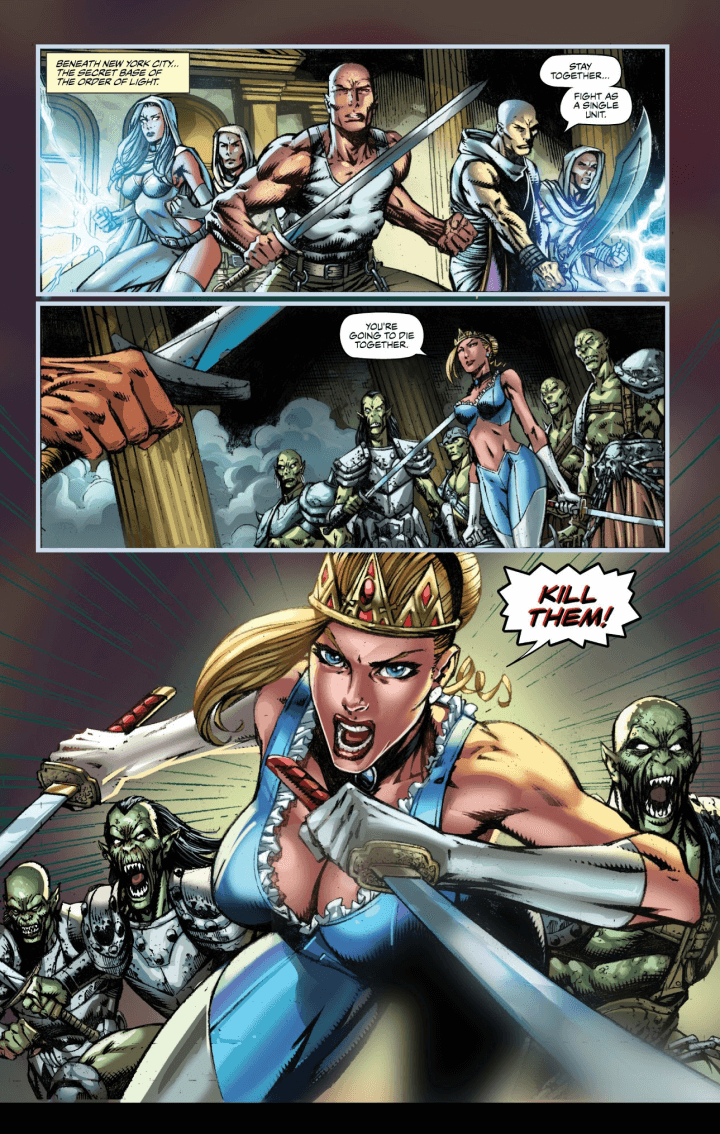 BENEATH NEW YORK CITY...
THE SECRET BASE OF
THE ORDER OF LIGHT.
STAY
TOGETHER...
FIGHT AS
A SINGLE
UNIT.
YOU'RE
GOING TO DIE
TOGETHER.
KILL
THEM!